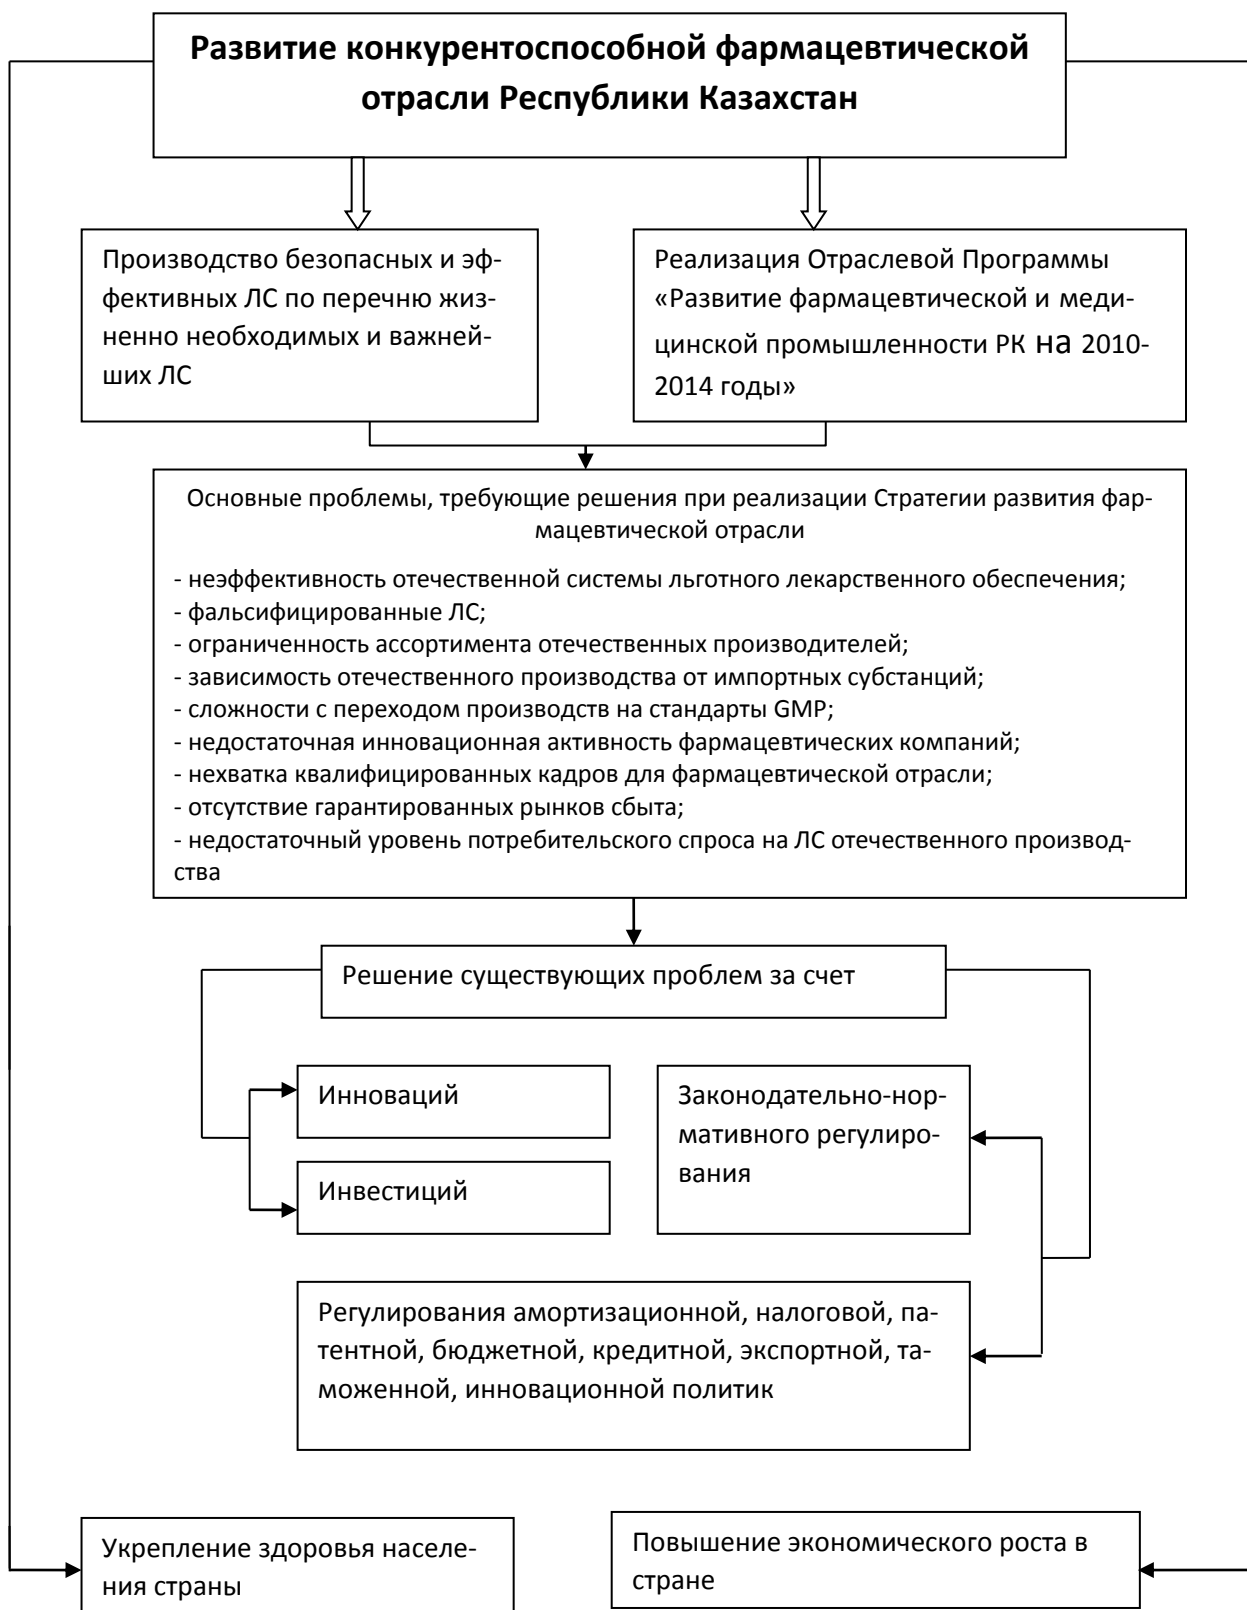 Развитие конкурентоспособной фармацевтической
отрасли Республики Казахстан
Производство безопасных и эф-
фективных ЛС по перечню жиз-
ненно необходимых и важней-
ших ЛС
Реализация Отраслевой Программы
«Развитие фармацевтической и меди-
цинской промышленности РК на 2010-
2014 годы»
Основные проблемы, требующие решения при реализации Стратегии развития фар-
мацевтической отрасли
- неэффективность отечественной системы льготного лекарственного обеспечения;
- фальсифицированные ЛС;
- ограниченность ассортимента отечественных производителей;
- зависимость отечественного производства от импортных субстанций;
- сложности с переходом производств на стандарты GMP;
- недостаточная инновационная активность фармацевтических компаний;
- нехватка квалифицированных кадров для фармацевтической отрасли;
- отсутствие гарантированных рынков сбыта;
- недостаточный уровень потребительского спроса на ЛС отечественного производ-
ства
Решение существующих проблем за счет
Инноваций
Инвестиций
Законодательно-нор-
мативного регулиро-
вания
Регулирования амортизационной, налоговой, па-
тентной, бюджетной, кредитной, экспортной, та-
моженной, инновационной политик
Укрепление здоровья населе-
ния страны
Повышение экономического роста в
стране